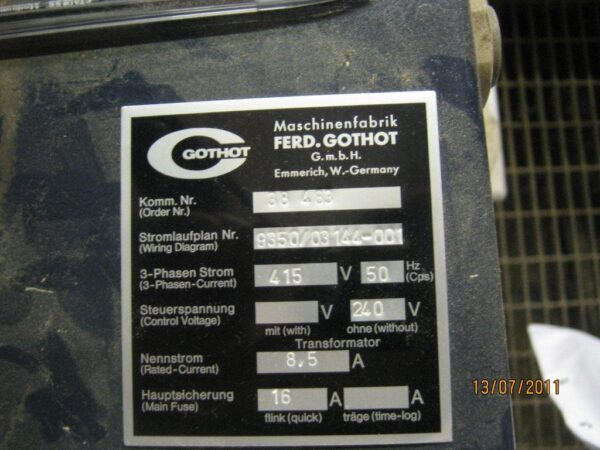 GOTHOT
Maschinenfabrik
FERD. GOTHOT
G.m.b.H.
Emmerich, W.-Germany
Komm. Nr. 38 483
(Order Nr.)
Stromlaufplan Nr. 9350/03144-001
(Wiring Diagram)
3-Phasen Strom 415 V 50 Hz
(3-Phasen-Current) (Cps)
Steuerspannung V 240 V
(Control Voltage) mit (with) ohne (without)
Transformator
Nennstrom 8,5 A
(Rated-Current)
Hauptsicherung 16 A A
(Main Fuse) flink (quick) träge (time-log)
13/07/2011